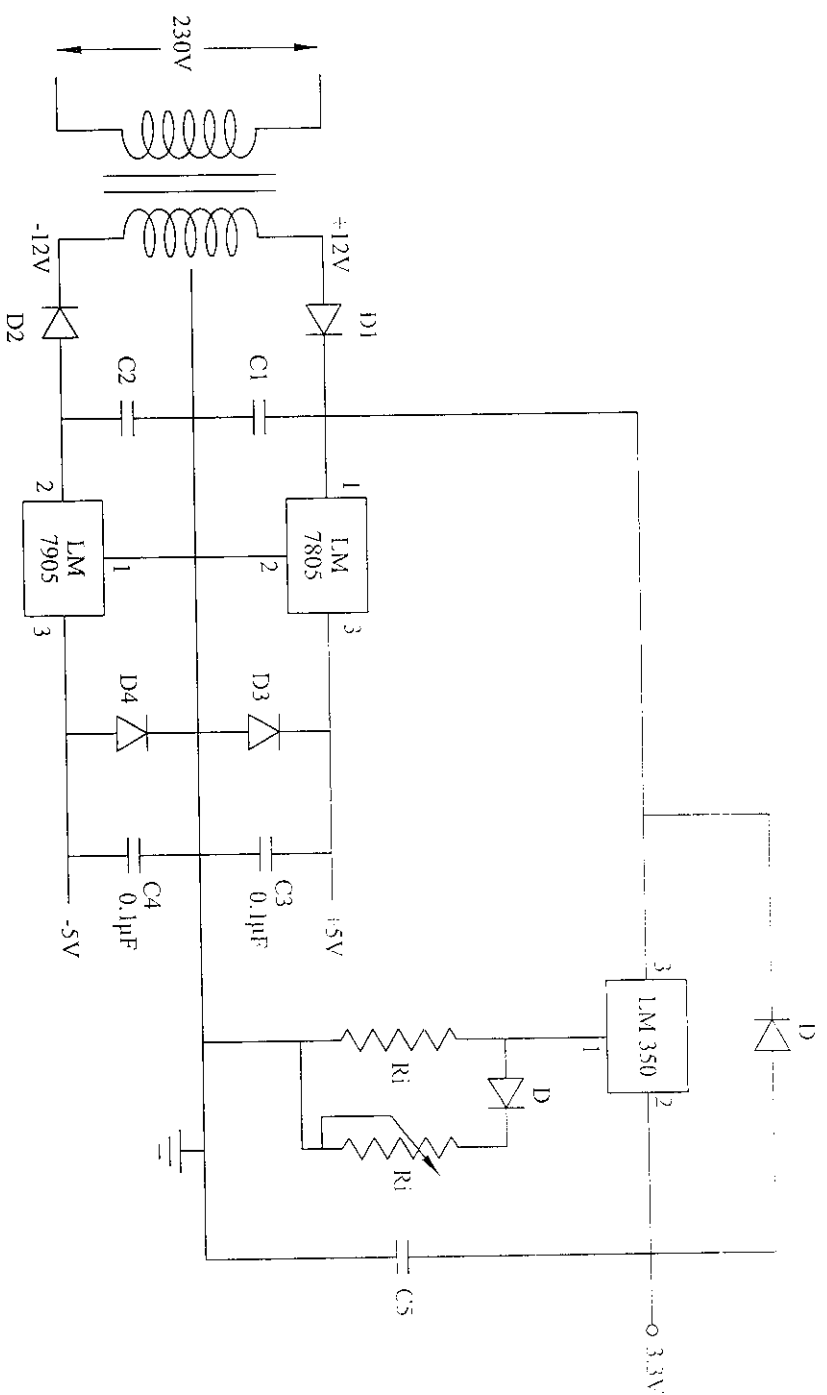 230V
-12V
+12V
D2
D1
C2
C1
2
LM
7905
1
3
1
LM
7805
2
3
D4
D3
C4
0.1µF
C3
0.1µF
-5V
+5V
3
LM 350
1
2
D
Ri
D
Ri
C5
3.3V